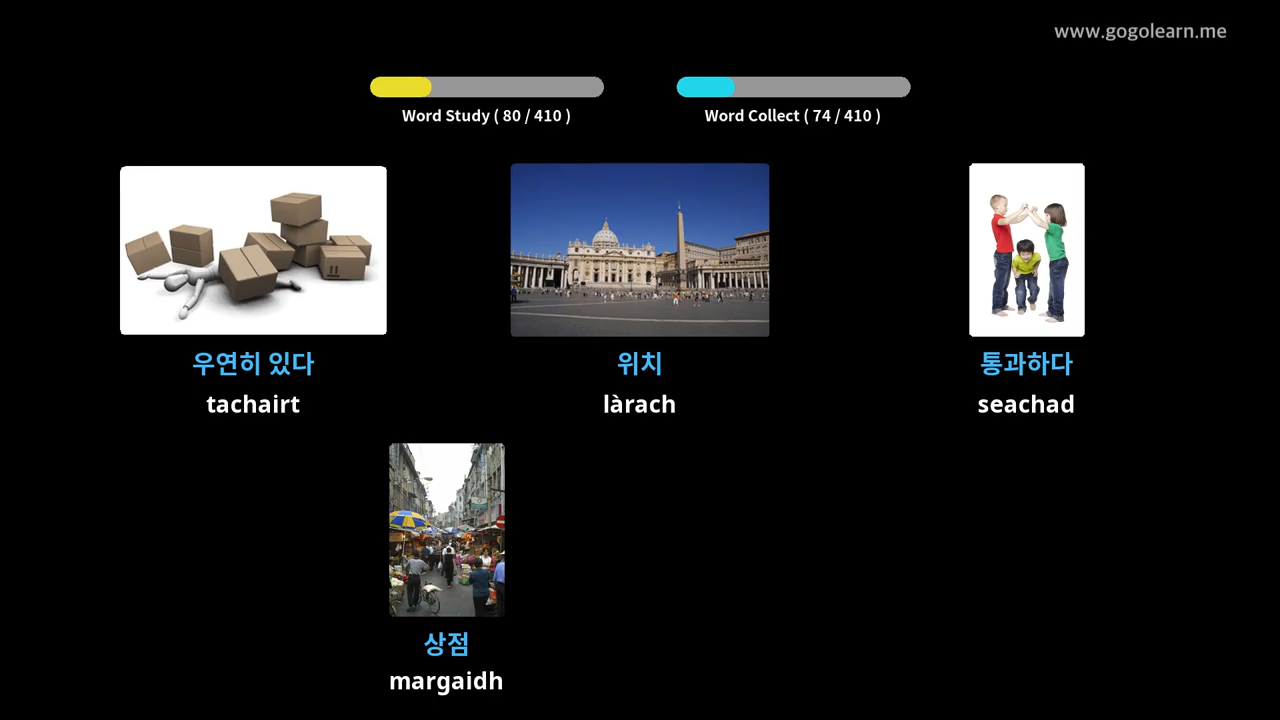 www.gogolearn.me
Word Study ( 80 / 410 )
Word Collect ( 74 / 410 )
우연히 있다
tachairt
위치
làrach
통과하다
seachad
상점
margaidh